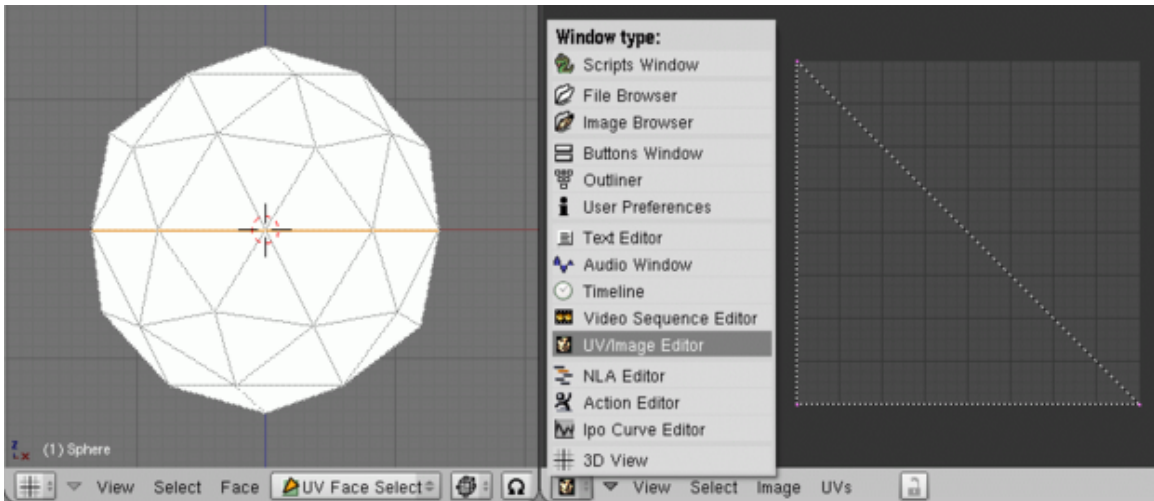 Window type:
Scripts Window
File Browser
Image Browser
Buttons Window
Outliner
User Preferences
Text Editor
Audio Window
Timeline
Video Sequence Editor
UV/Image Editor
NLA Editor
Action Editor
Ipo Curve Editor
3D View
z
x (1) Sphere
View Select Face UV Face Select
View Select Image UVs